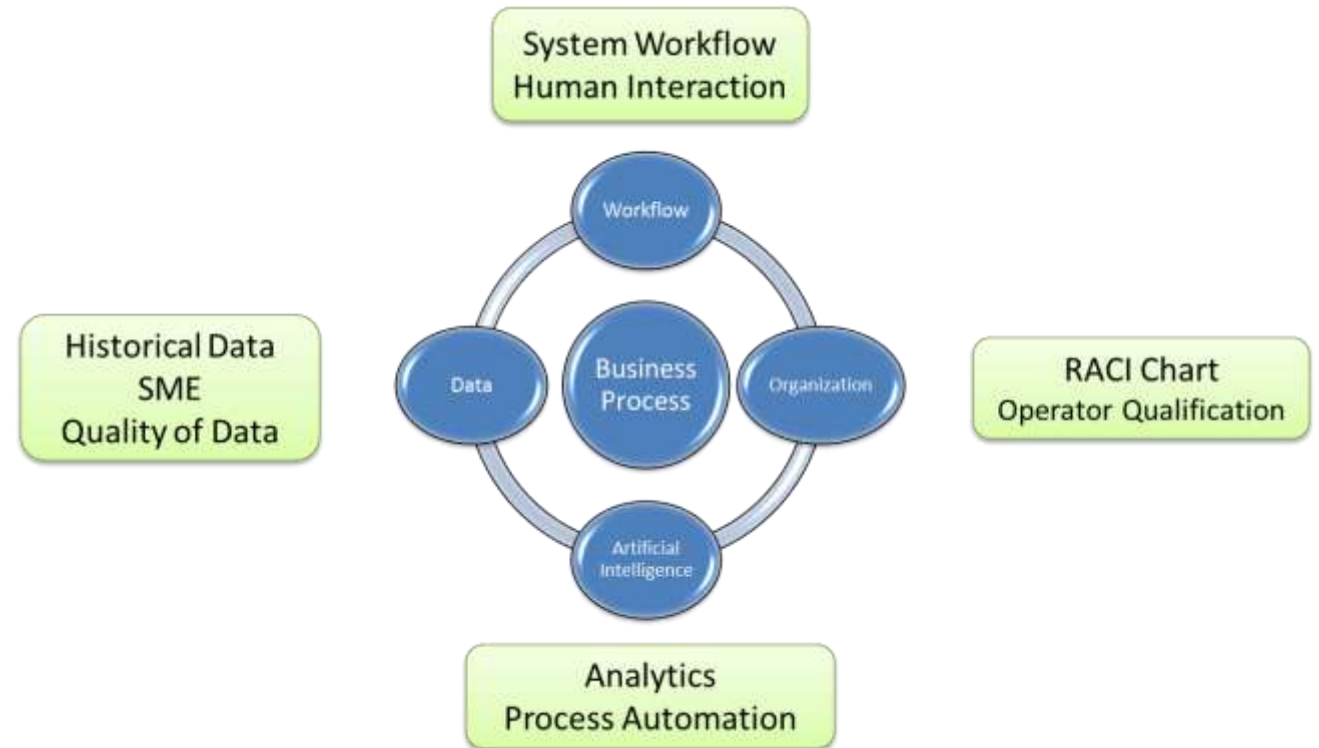 System Workflow
Human Interaction
Workflow
Historical Data
SME
Quality of Data
Data
Business
Process
Organization
RACI Chart
Operator Qualification
Artificial
Intelligence
Analytics
Process Automation